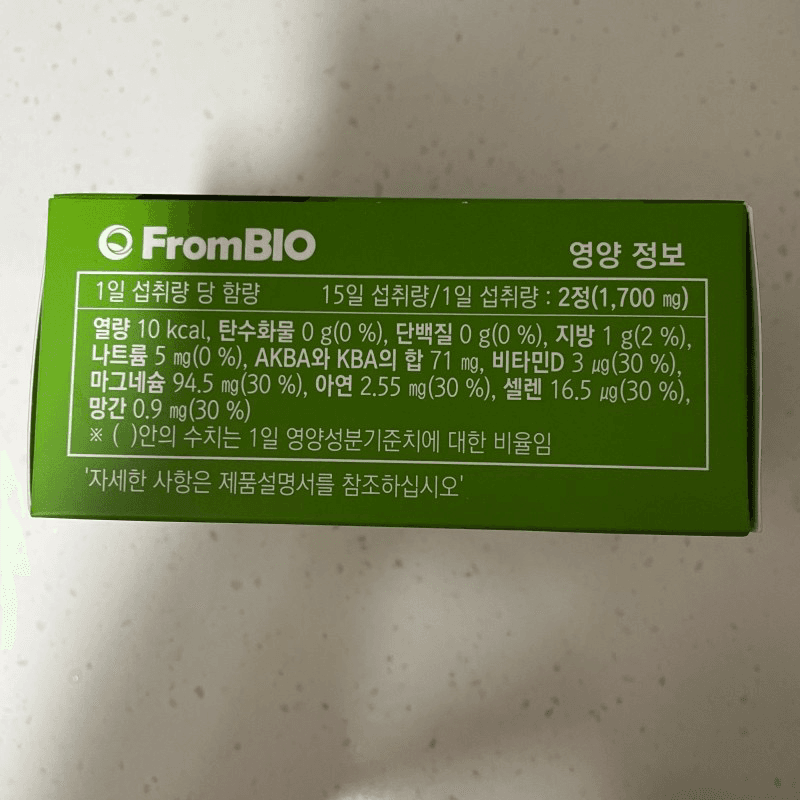 FromBIO
영양 정보
1일 섭취량 당 함량 15일 섭취량/1일 섭취량 : 2정(1,700 ㎎)
열량 10 kcal, 탄수화물 0 g(0 %), 단백질 0 g(0 %), 지방 1 g(2 %),
나트륨 5 ㎎(0 %), AKBA와 KBA의 합 71 ㎎, 비타민D 3 ㎍(30 %),
마그네슘 94.5 ㎎(30 %), 아연 2.55 ㎎(30 %), 셀렌 16.5 ㎍(30 %),
망간 0.9 ㎎(30 %)
※ ( )안의 수치는 1일 영양성분기준치에 대한 비율임
'자세한 사항은 제품설명서를 참조하십시오'